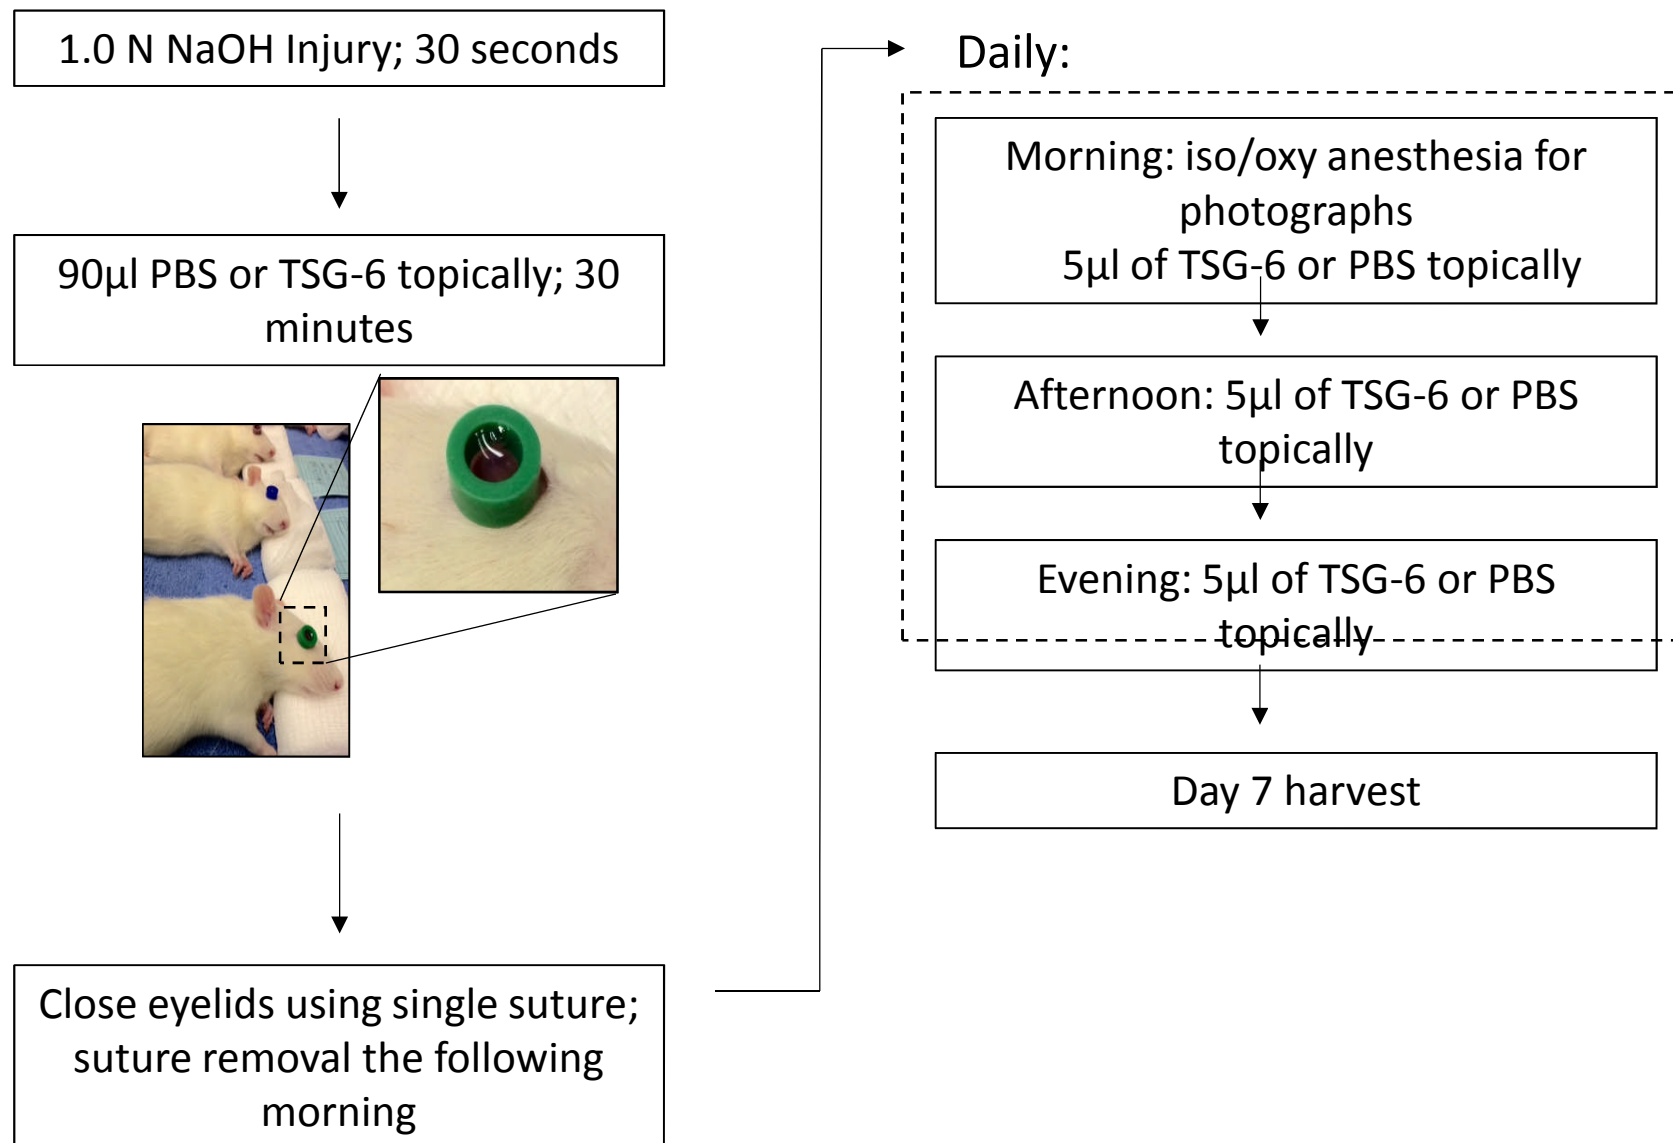 1.0 N NaOH Injury; 30 seconds
90µl PBS or TSG-6 topically; 30
minutes
Close eyelids using single suture;
suture removal the following
morning
Daily:
Morning: iso/oxy anesthesia for
photographs
5µl of TSG-6 or PBS topically
Afternoon: 5µl of TSG-6 or PBS
topically
Evening: 5µl of TSG-6 or PBS
topically
Day 7 harvest